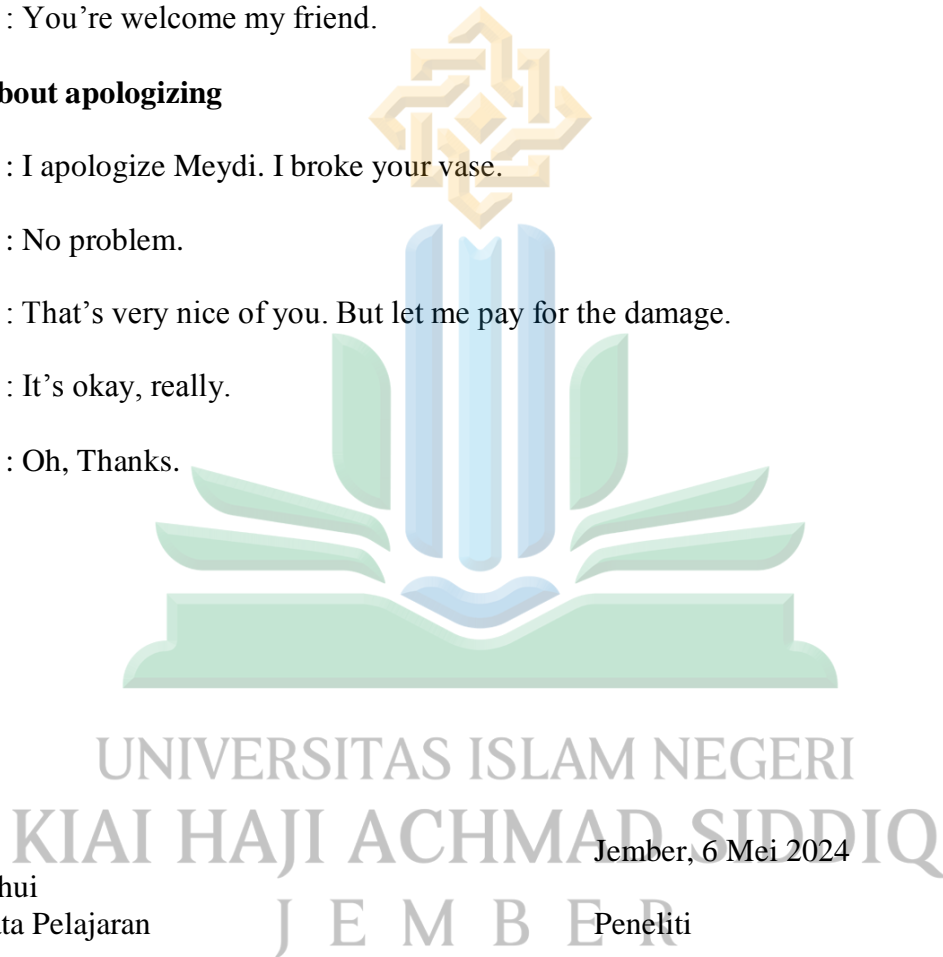 : You’re welcome my friend.
bout apologizing
: I apologize Meydi. I broke your vase.
: No problem.
: That’s very nice of you. But let me pay for the damage.
: It’s okay, really.
: Oh, Thanks.
UNIVERSITAS ISLAM NEGERI
KIAI HAJI ACHMAD SIDDIQ
Jember, 6 Mei 2024
hui
ta Pelajaran
JEMBER
Peneliti